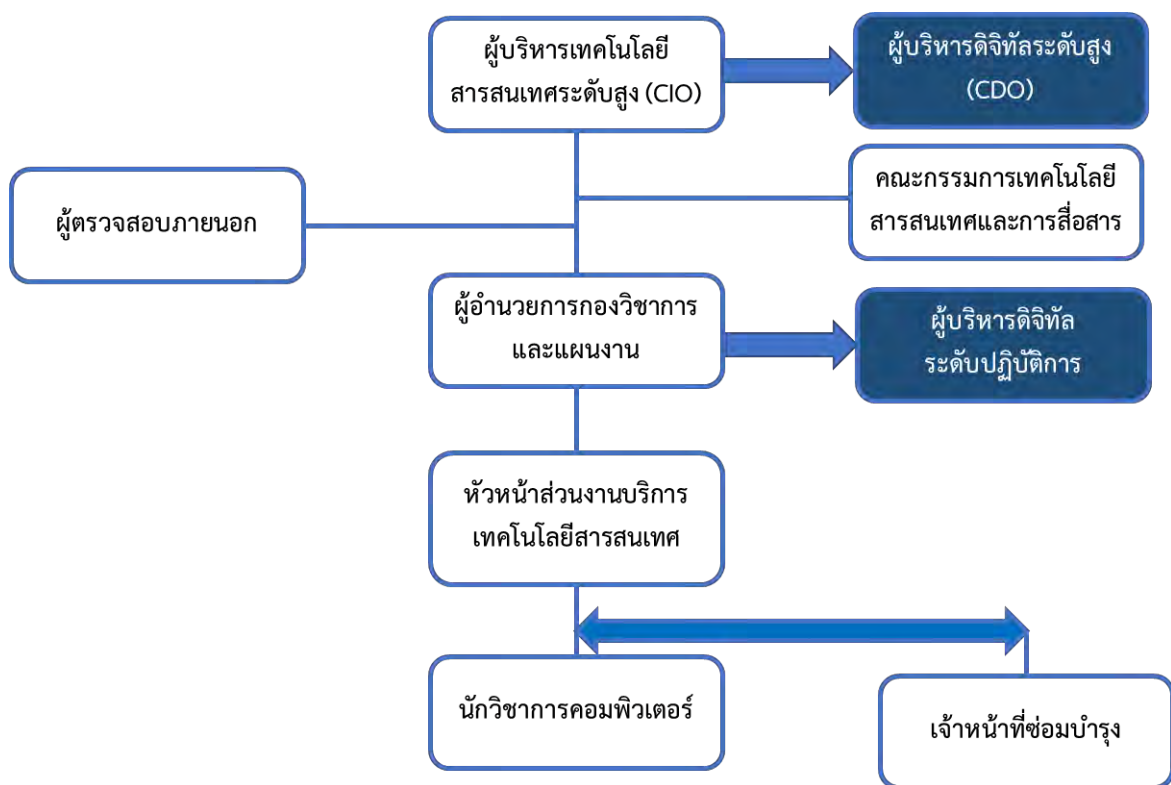 ผู้บริหารเทคโนโลยี
สารสนเทศระดับสูง (CIO)
ผู้บริหารดิจิทัลระดับสูง
(CDO)
คณะกรรมการเทคโนโลยี
สารสนเทศและการสื่อสาร
ผู้ตรวจสอบภายนอก
ผู้อำนวยการกองวิชาการ
และแผนงาน
ผู้บริหารดิจิทัล
ระดับปฏิบัติการ
หัวหน้าส่วนงานบริการ
เทคโนโลยีสารสนเทศ
นักวิชาการคอมพิวเตอร์
เจ้าหน้าที่ซ่อมบำรุง